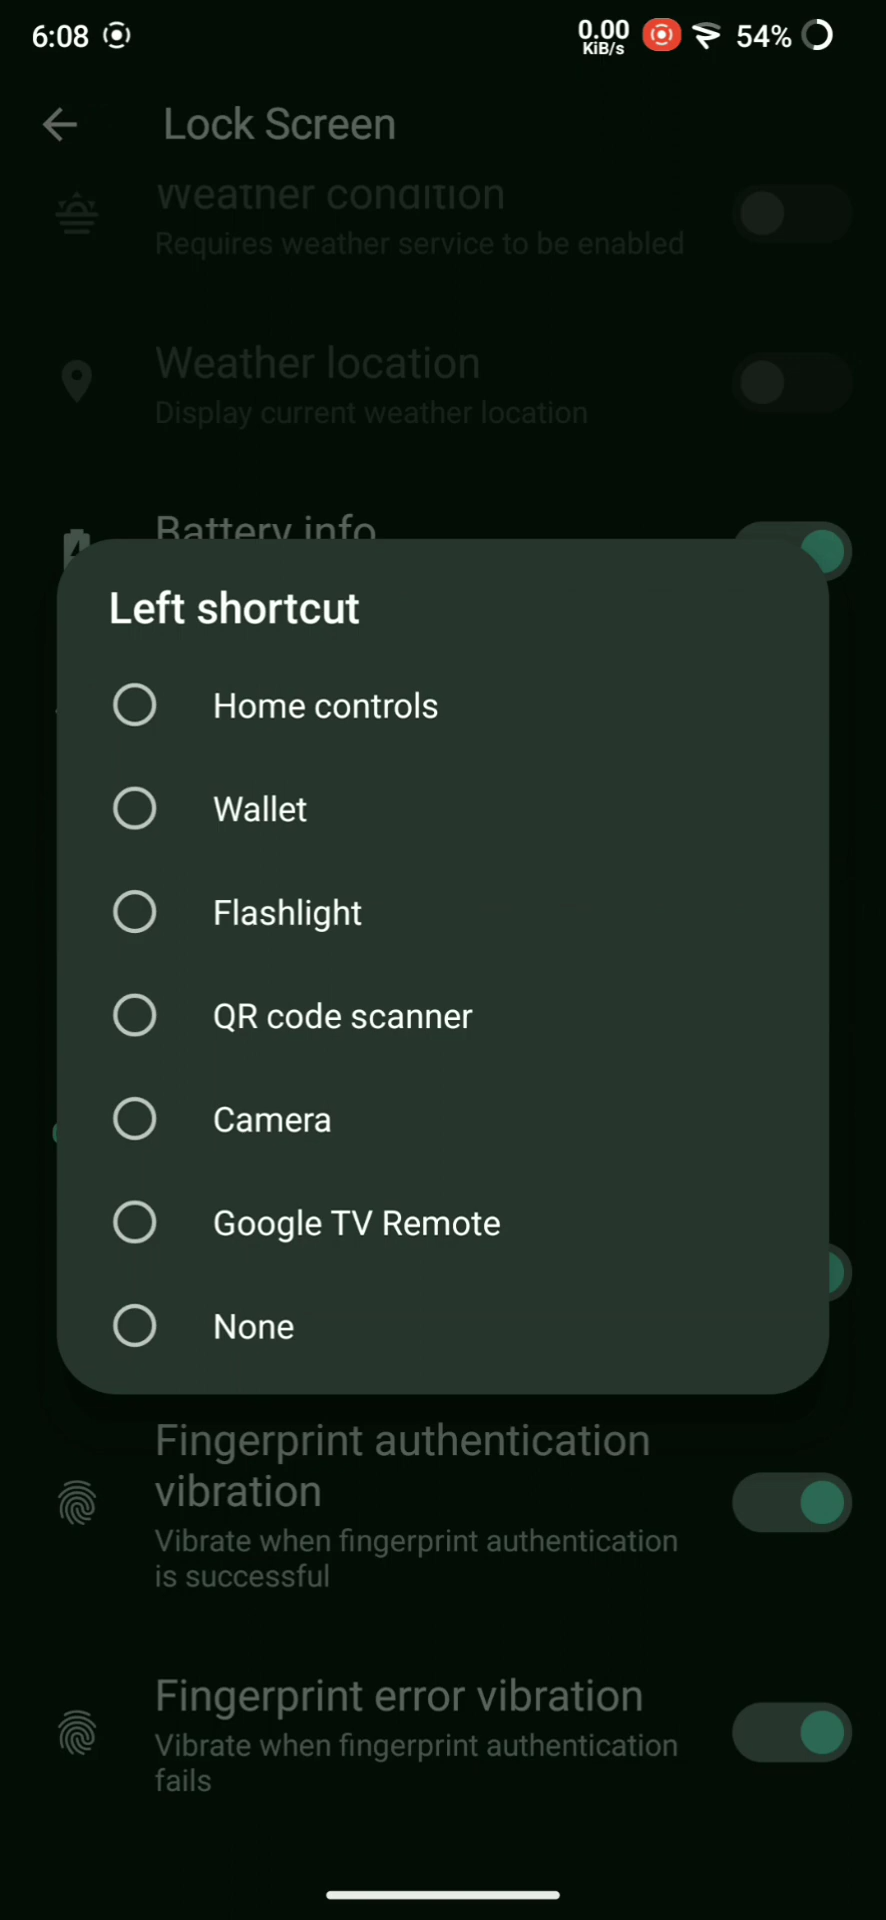 6:08
0.00
KiB/s
54%
Lock Screen
Weather condition
Requires weather service to be enabled
Weather location
Display current weather location
Battery info
Left shortcut
Home controls
Wallet
Flashlight
QR code scanner
Camera
Google TV Remote
None
Fingerprint authentication
vibration
Vibrate when fingerprint authentication
is successful
Fingerprint error vibration
Vibrate when fingerprint authentication
fails